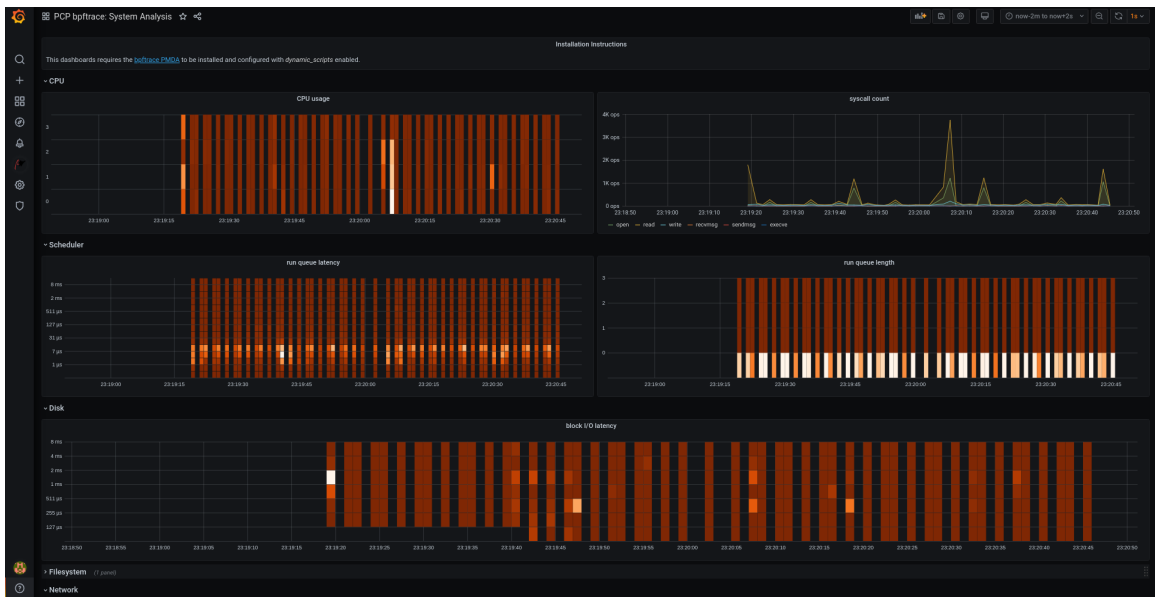 PCP bpftrace: System Analysis
now-2m to now+2s
1s
Installation Instructions
This dashboards requires the bpftrace PMDA to be installed and configured with dynamic_scripts enabled.
CPU
CPU usage
3
2
1
0
23:19:00 23:19:15 23:19:30 23:19:45 23:20:00 23:20:15 23:20:30 23:20:45
syscall count
4K ops
3K ops
2K ops
1K ops
0 ops
23:18:50 23:19:00 23:19:10 23:19:20 23:19:30 23:19:40 23:19:50 23:20:00 23:20:10 23:20:20 23:20:30 23:20:40 23:20:50
open read write recvmsg sendmsg execve
Scheduler
run queue latency
8 ms
2 ms
511 µs
127 µs
31 µs
7 µs
1 µs
23:19:00 23:19:15 23:19:30 23:19:45 23:20:00 23:20:15 23:20:30 23:20:45
run queue length
3
2
1
0
23:19:00 23:19:15 23:19:30 23:19:45 23:20:00 23:20:15 23:20:30 23:20:45
Disk
block I/O latency
8 ms
4 ms
2 ms
1 ms
511 µs
255 µs
127 µs
23:18:50 23:18:55 23:19:00 23:19:05 23:19:10 23:19:15 23:19:20 23:19:25 23:19:30 23:19:35 23:19:40 23:19:45 23:19:50 23:19:55 23:20:00 23:20:05 23:20:10 23:20:15 23:20:20 23:20:25 23:20:30 23:20:35 23:20:40 23:20:45 23:20:50
Filesystem (1 panel)
Network